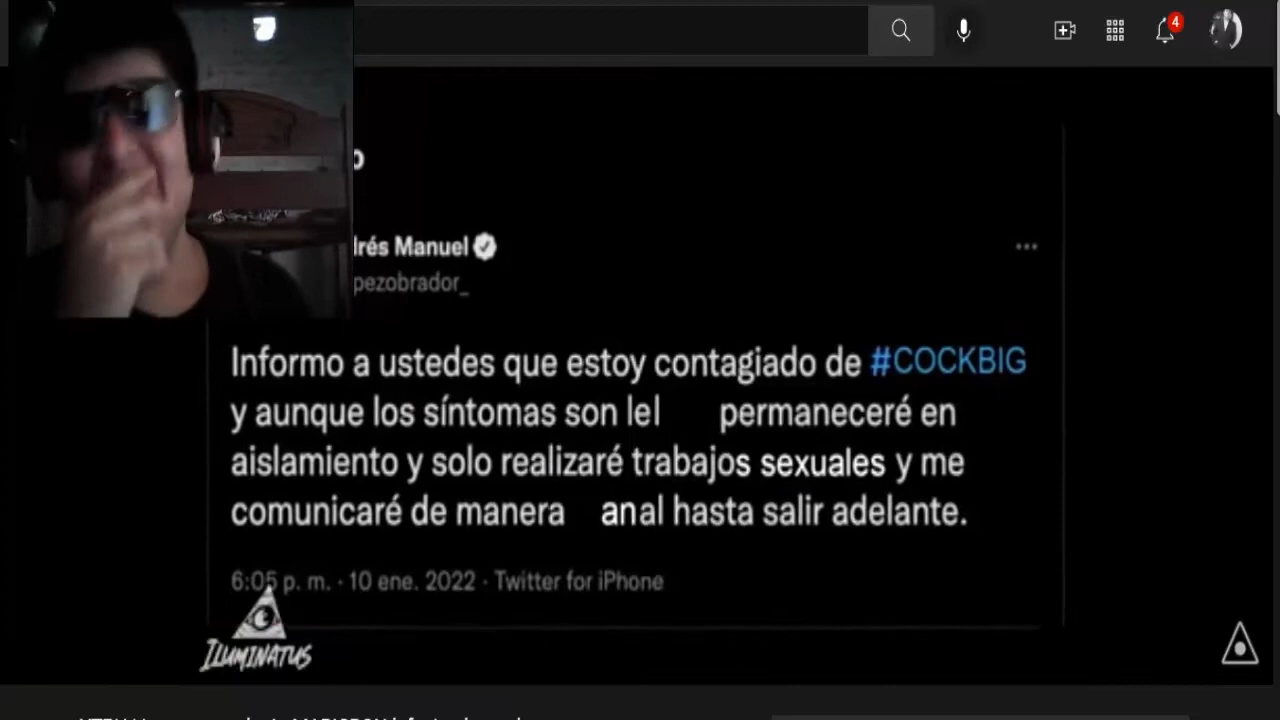 4
o
drés Manuel
pezobrador_
Informo a ustedes que estoy contagiado de #COCKBIG
y aunque los síntomas son lel permaneceré en
aislamiento y solo realizaré trabajos sexuales y me
comunicaré de manera anal hasta salir adelante.
6:05 p. m. · 10 ene. 2022 · Twitter for iPhone
ILUMINATUS